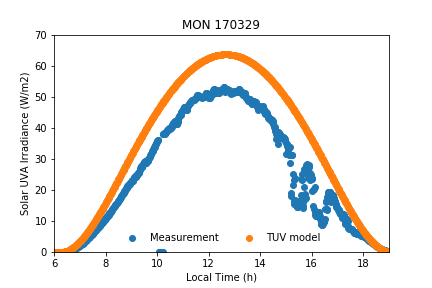 MON 170329
Solar UVA Irradiance (W/m2)
70
60
50
40
30
20
10
0
Measurement TUV model
6 8 10 12 14 16 18
Local Time (h)